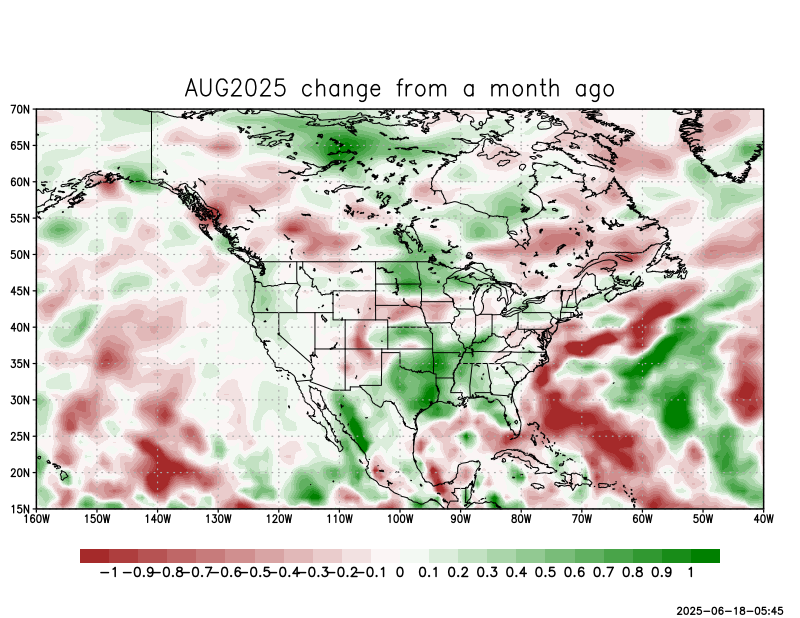 AUG2025 change from a month ago
70N
65N
60N
55N
50N
45N
40N
35N
30N
25N
20N
15N
160W 150W 140W 130W 120W 110W 100W 90W 80W 70W 60W 50W 40W
-1 -0.9 -0.8 -0.7 -0.6 -0.5 -0.4 -0.3 -0.2 -0.1 0 0.1 0.2 0.3 0.4 0.5 0.6 0.7 0.8 0.9 1
2025-06-18-05:45